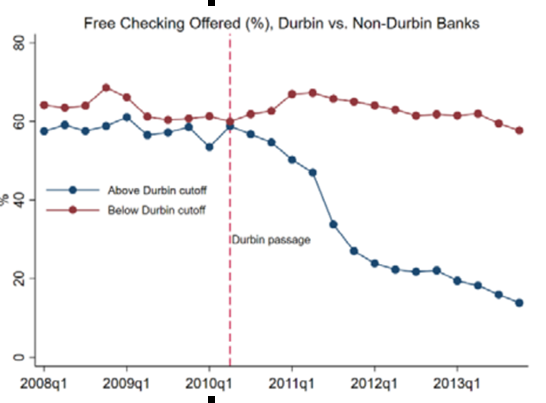 Free Checking Offered (%), Durbin vs. Non-Durbin Banks
80
60
%
40
20
0
Above Durbin cutoff
Below Durbin cutoff
Durbin passage
2008q1 2009q1 2010q1 2011q1 2012q1 2013q1